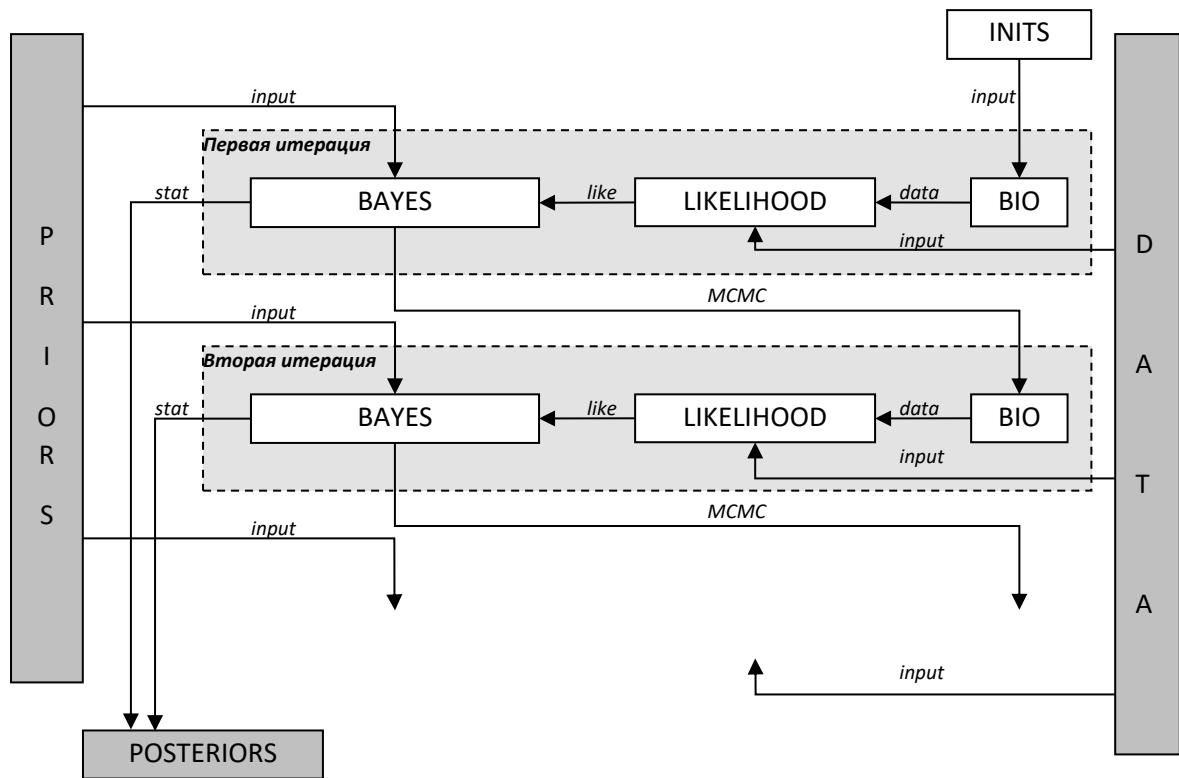 INITS
input
input
Первая итерация
stat
BAYES
like
LIKELIHOOD
data
BIO
input
MCMC
input
Вторая итерация
stat
BAYES
like
LIKELIHOOD
data
BIO
input
MCMC
input
input
P
R
I
O
R
S
D
A
T
A
POSTERIORS